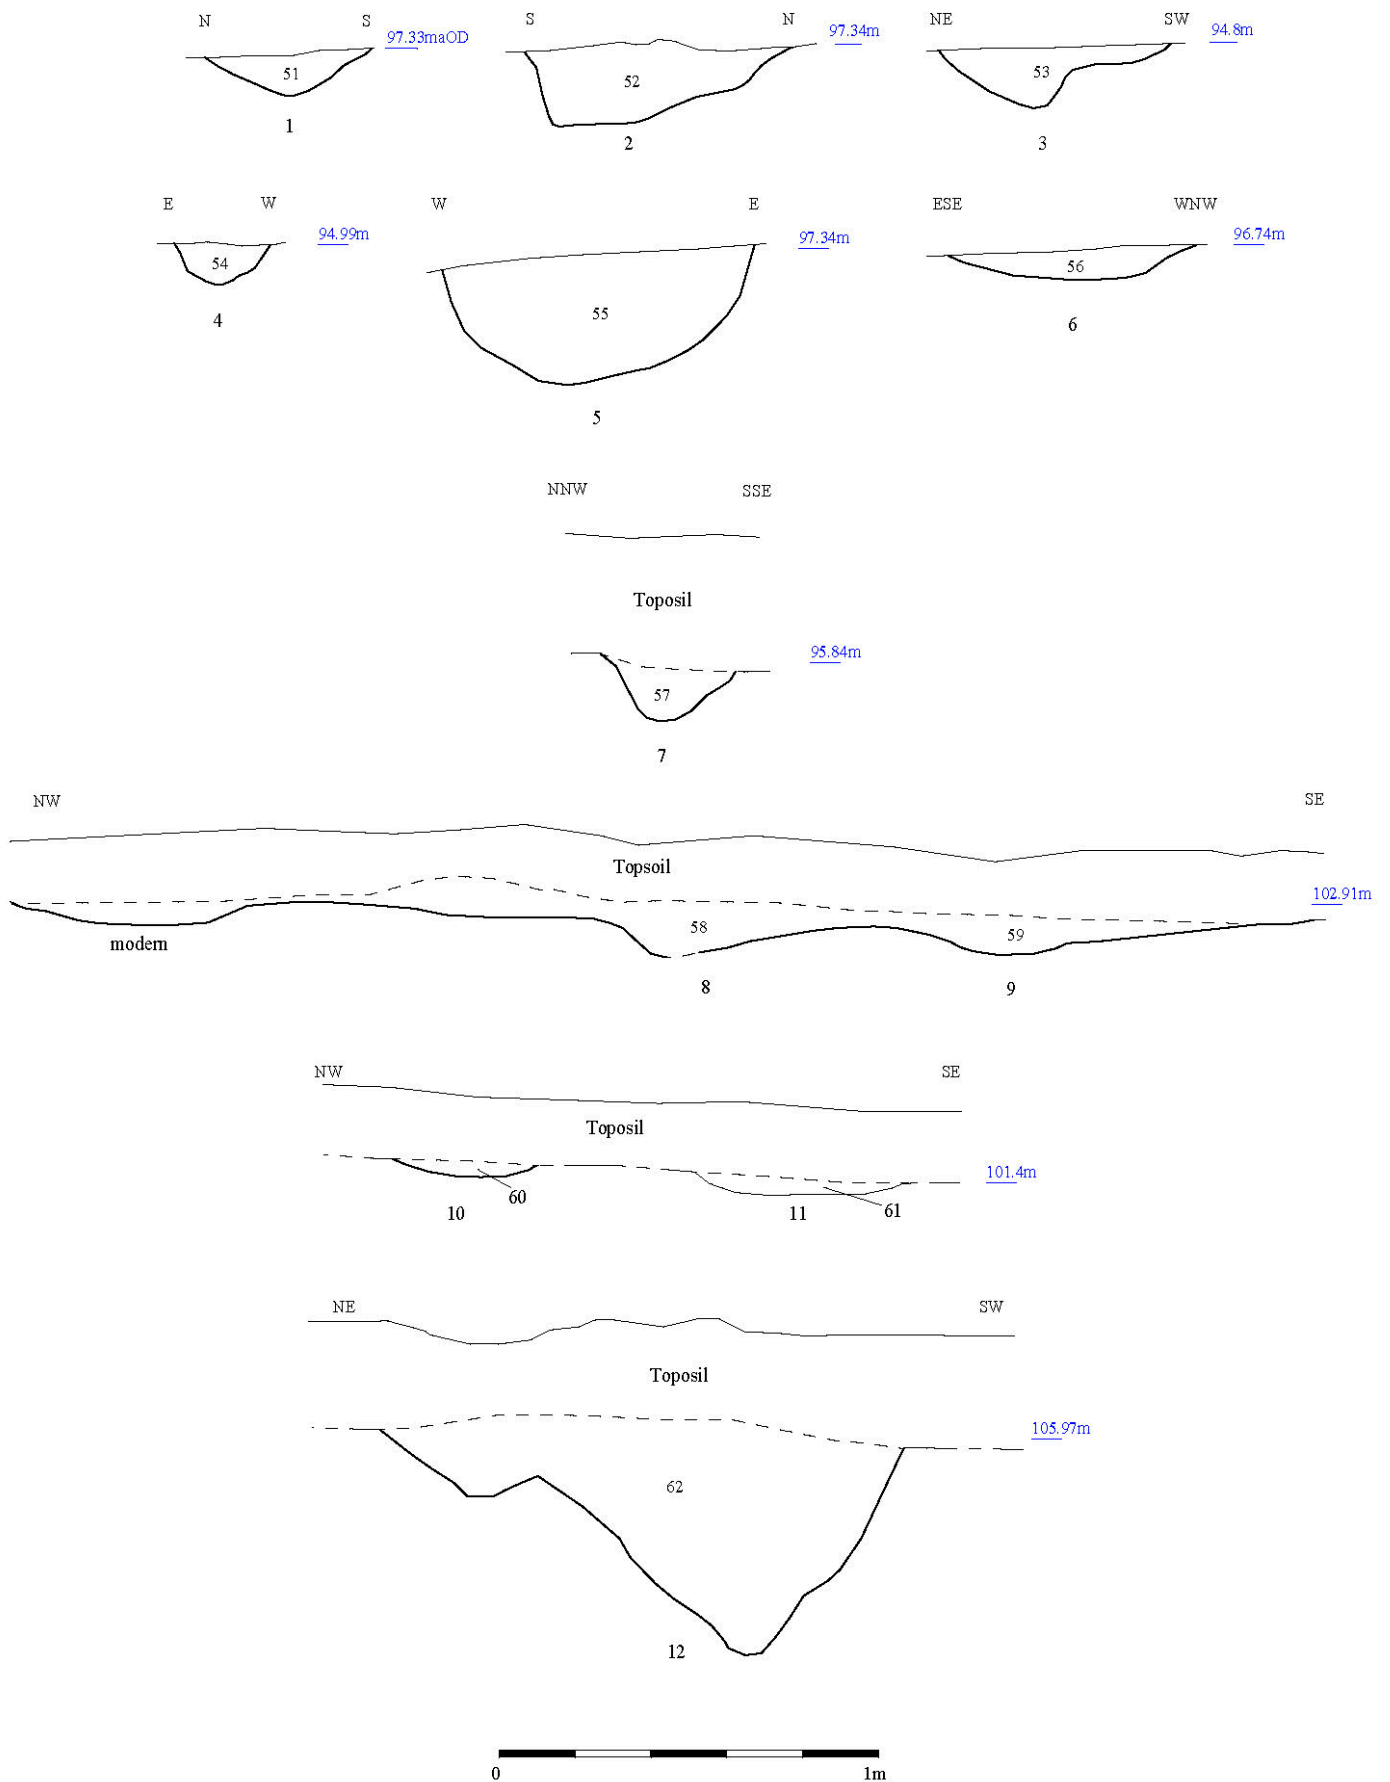 N S 97.33maOD S N 97.34m NE SW 94.8m
51 52 53
1 2 3
E W 94.99m W E 97.34m ESE WNW 96.74m
54 55 56
4 5 6
NNW SSE
Toposil
95.84m
57
7
NW SE
Topsoil
102.91m
58 59
modern
8 9
NW SE
Toposil
101.4m
60 61
10 11
NE SW
Toposil
105.97m
62
12
0 1m